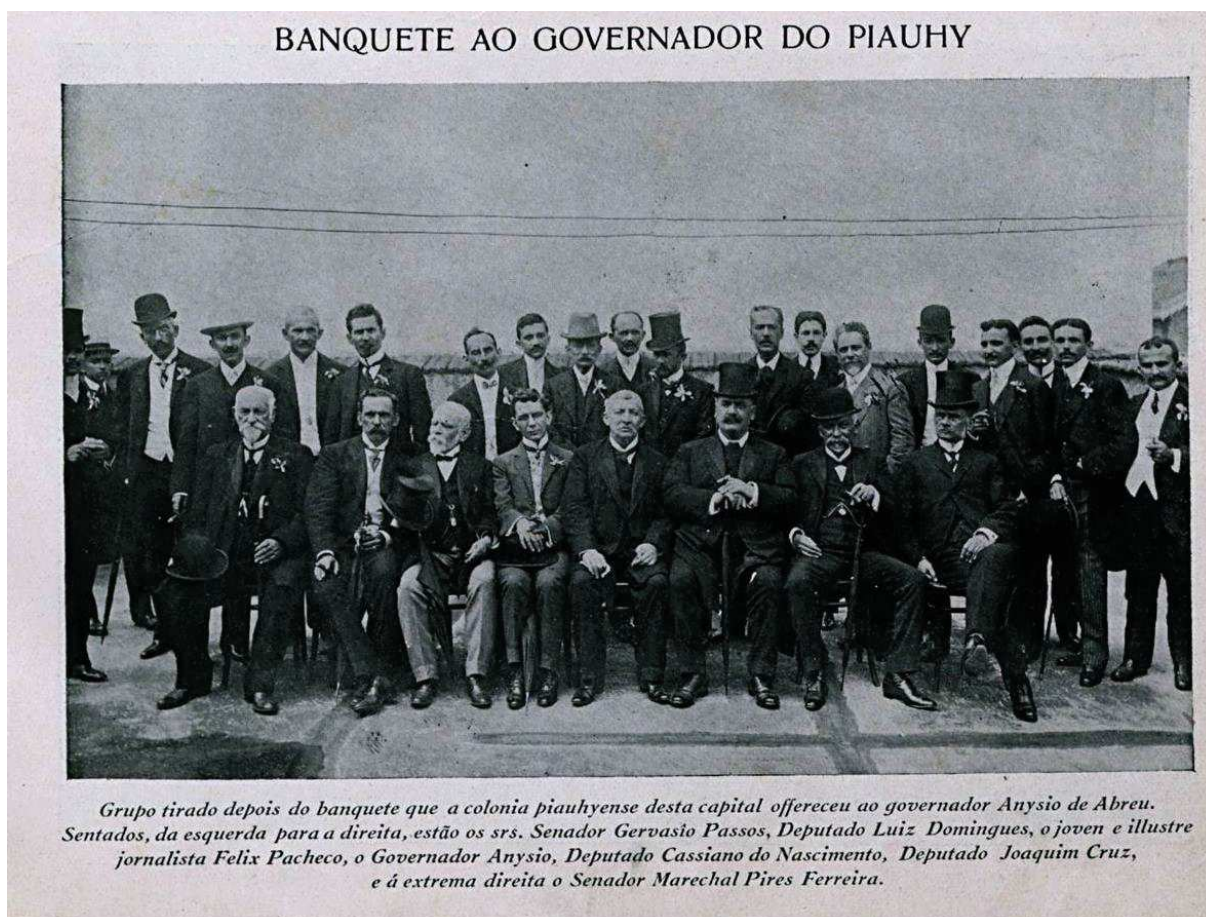 BANQUETE AO GOVERNADOR DO PIAUHY
Grupo tirado depois do banquete que a colonia piauhyense desta capital offereceu ao governador Anysio de Abreu.
Sentados, da esquerda para a direita, estão os srs. Senador Gervasio Passos, Deputado Luiz Domingues, o joven e illustre
jornalista Felix Pacheco, o Governador Anysio, Deputado Cassiano do Nascimento, Deputado Joaquim Cruz,
e á extrema direita o Senador Marechal Pires Ferreira.